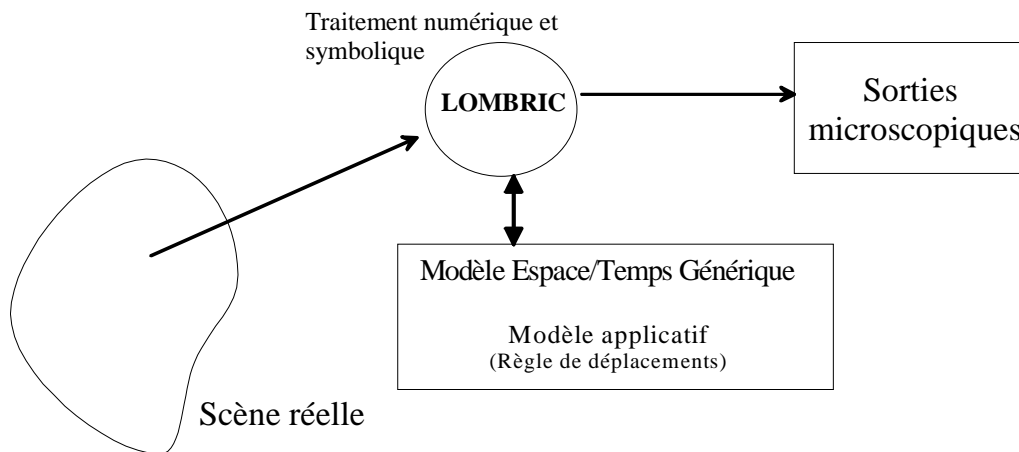 Traitement numérique et
symbolique
LOMBRIC
Sorties
microscopiques
Modèle Espace/Temps Générique
Modèle applicatif
(Règle de déplacements)
Scène réelle